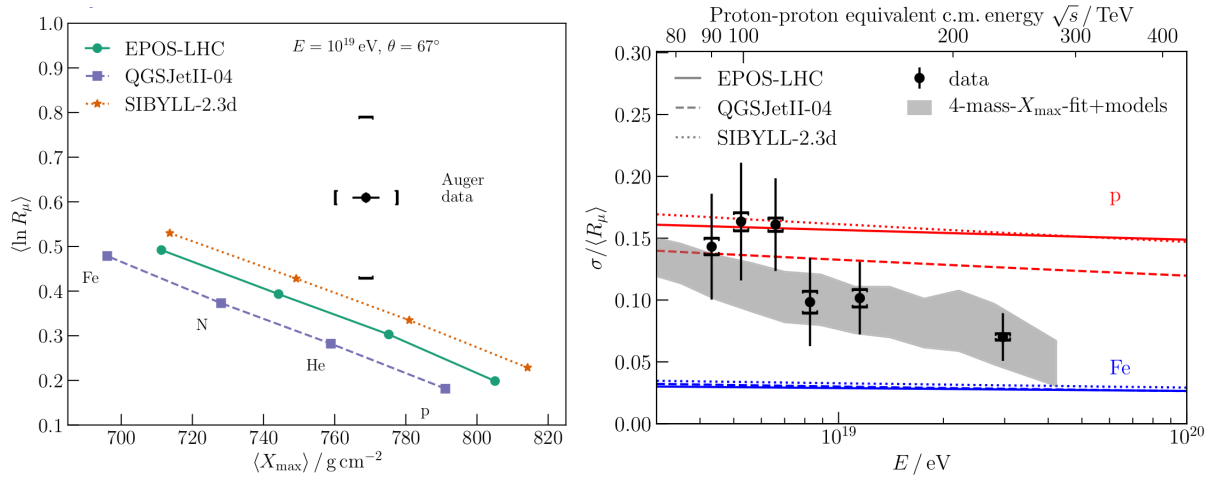 1.0
0.9
0.8
0.7
0.6
0.5
0.4
0.3
0.2
0.1
⟨ln R_μ⟩
EPOS-LHC
QGSJetII-04
SIBYLL-2.3d
E = 10^19 eV, θ = 67°
Auger
data
Fe
N
He
p
700 720 740 760 780 800 820
⟨X_max⟩ / g cm^−2
Proton-proton equivalent c.m. energy √s / TeV
80 90 100 200 300 400
0.30
0.25
0.20
0.15
0.10
0.05
0.00
σ/⟨R_μ⟩
EPOS-LHC
QGSJetII-04
SIBYLL-2.3d
data
4-mass-X_max-fit+models
p
Fe
10^19 10^20
E / eV